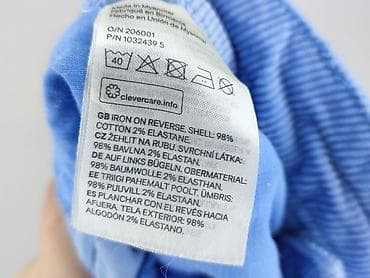 Made in Myanmar
Fabriqué en Birmanie
Hecho en Unión de Myanmar
O/N 206001
P/N 1032439 5
40
clevercare.info
GB IRON ON REVERSE. SHELL: 98%
COTTON 2% ELASTANE.
CZ ŽEHLIT NA RUBU. SVRCHNÍ LÁTKA:
98% BAVLNA 2% ELASTAN.
DE AUF LINKS BÜGELN. OBERMATERIAL:
98% BAUMWOLLE 2% ELASTHAN.
EE TRIIGI PAHEMALT POOLT. ÜMBRIS:
98% PUUVILL 2% ELASTAAN.
ES PLANCHAR CON EL REVÉS HACIA
AFUERA. TELA EXTERIOR: 98%
ALGODÓN 2% ELASTANO.